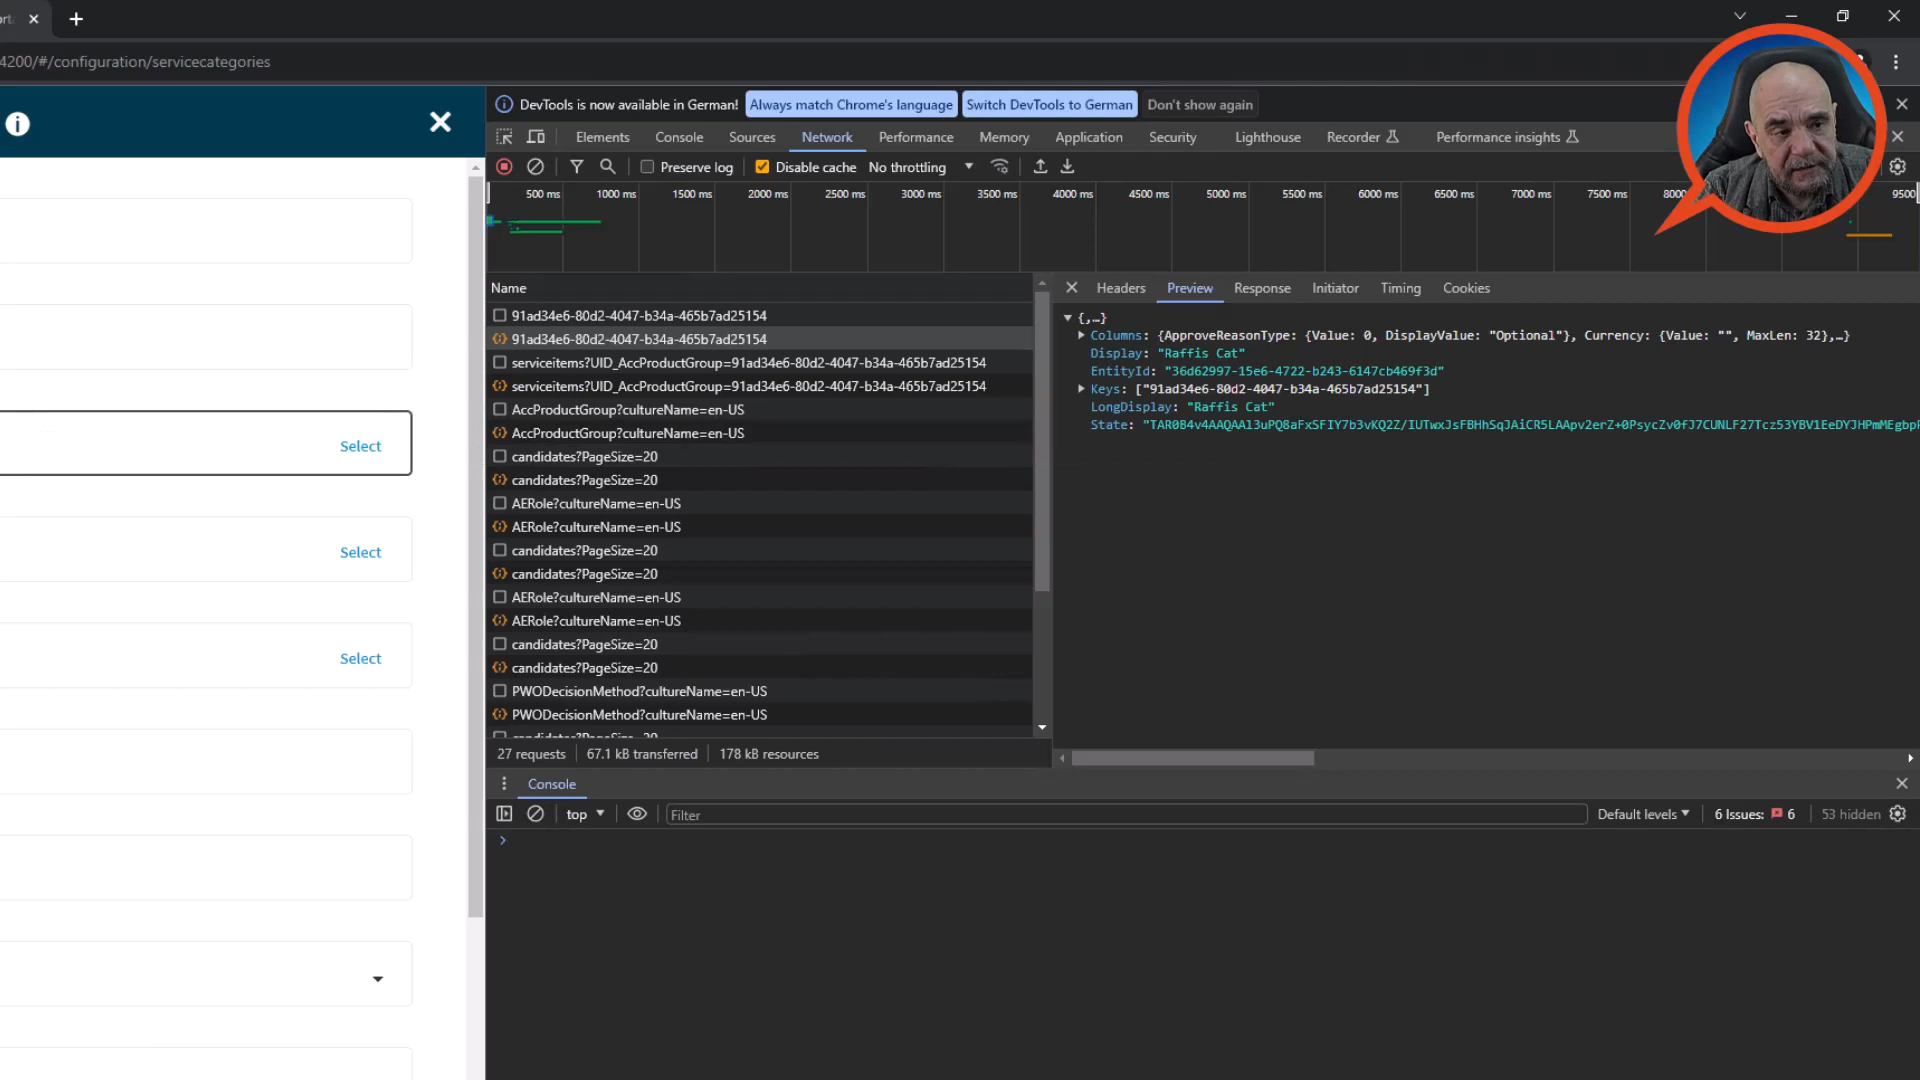 4200/#/configuration/servicecategories
DevTools is now available in German!
Always match Chrome's language
Switch DevTools to German
Don't show again
Elements
Console
Sources
Network
Performance
Memory
Application
Security
Lighthouse
Recorder
Performance insights
Preserve log
Disable cache
No throttling
500 ms
1000 ms
1500 ms
2000 ms
2500 ms
3000 ms
3500 ms
4000 ms
4500 ms
5000 ms
5500 ms
6000 ms
6500 ms
7000 ms
7500 ms
9500
Name
91ad34e6-80d2-4047-b34a-465b7ad25154
91ad34e6-80d2-4047-b34a-465b7ad25154
serviceitems?UID_AccProductGroup=91ad34e6-80d2-4047-b34a-465b7ad25154
serviceitems?UID_AccProductGroup=91ad34e6-80d2-4047-b34a-465b7ad25154
AccProductGroup?cultureName=en-US
AccProductGroup?cultureName=en-US
candidates?PageSize=20
candidates?PageSize=20
AERole?cultureName=en-US
AERole?cultureName=en-US
candidates?PageSize=20
candidates?PageSize=20
AERole?cultureName=en-US
AERole?cultureName=en-US
candidates?PageSize=20
candidates?PageSize=20
PWODecisionMethod?cultureName=en-US
PWODecisionMethod?cultureName=en-US
candidates?PageSize=20
Headers
Preview
Response
Initiator
Timing
Cookies
{,…}
Columns: {ApproveReasonType: {Value: 0, DisplayValue: "Optional"}, Currency: {Value: "", MaxLen: 32},…}
Display: "Raffis Cat"
EntityId: "36d62997-15e6-4722-b243-6147cb469f3d"
Keys: ["91ad34e6-80d2-4047-b34a-465b7ad25154"]
LongDisplay: "Raffis Cat"
State:
27 requests
67.1 kB transferred
178 kB resources
Select
Select
Select
Console
top
Filter
Default levels
6 Issues:
6
53 hidden